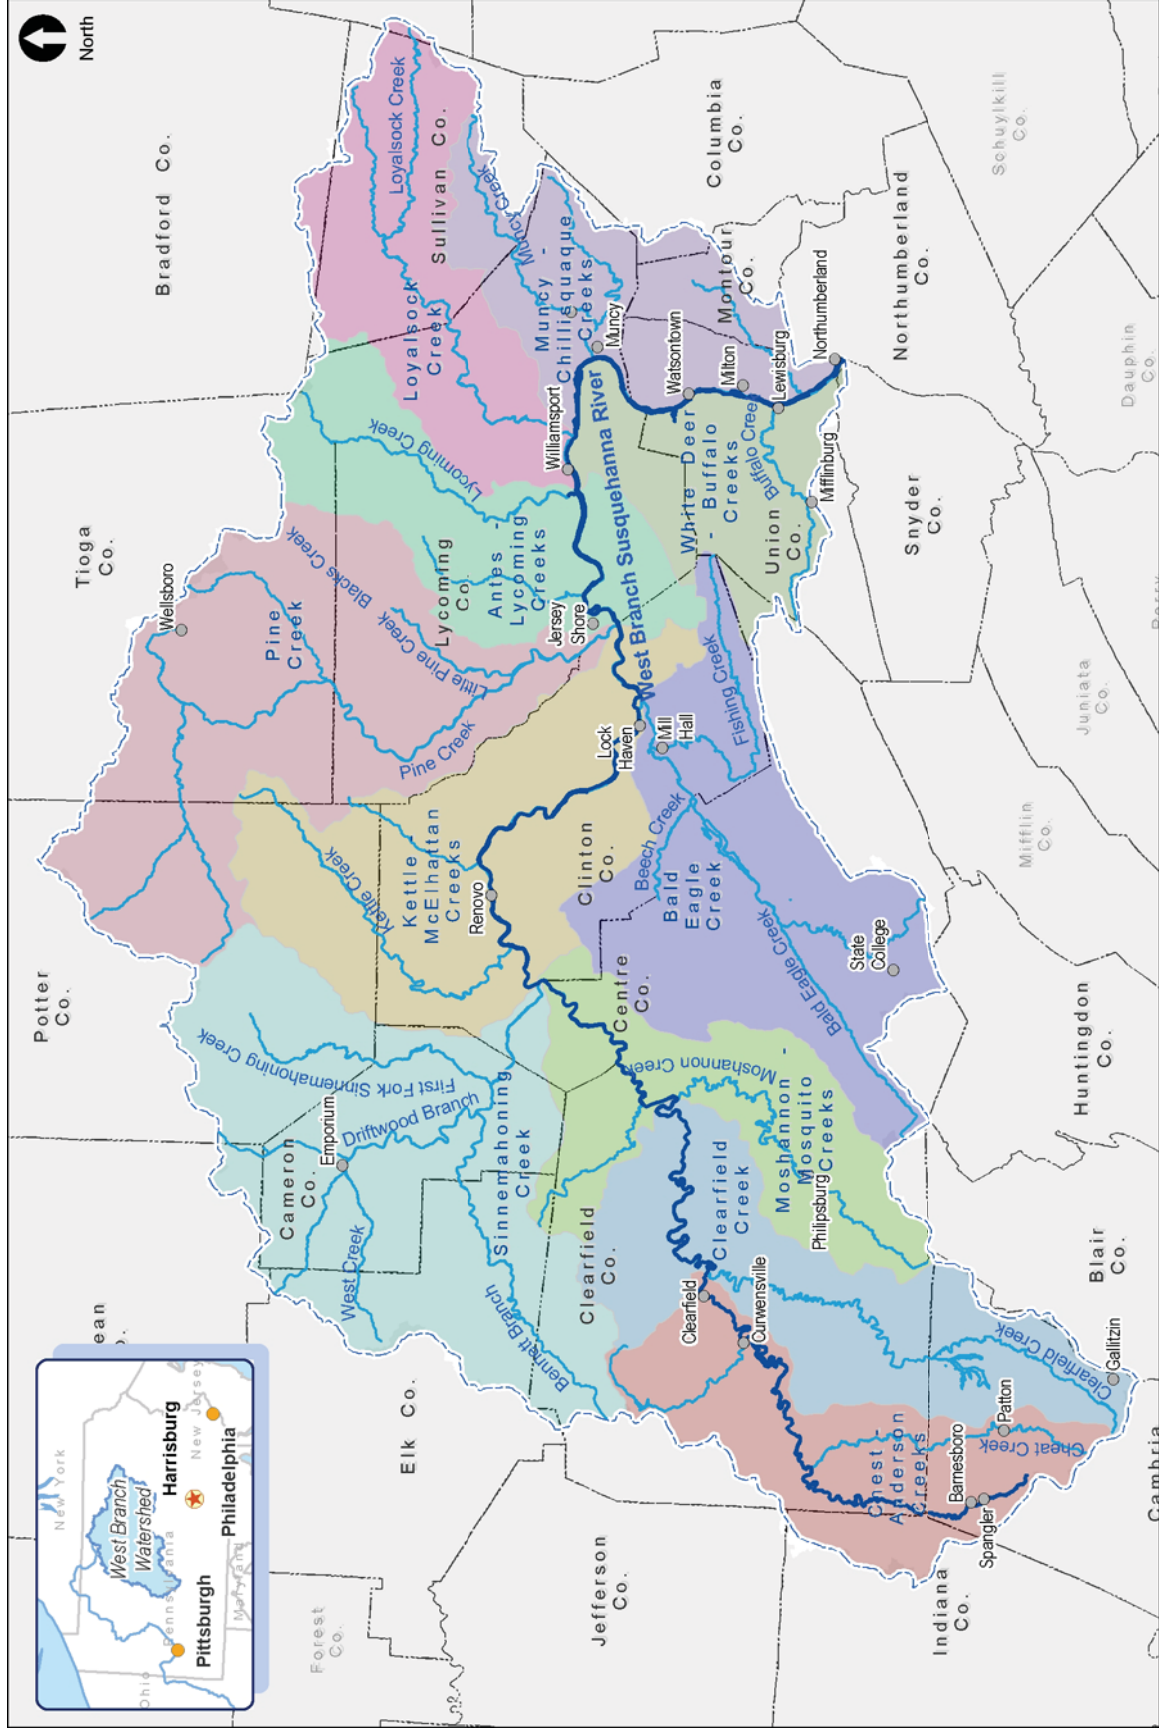 North
New York
West Branch
Watershed
Pennsylvania
Harrisburg
New Jersey
Philadelphia
Pittsburgh
Ohio
Maryland
ean
o.
Potter
Co.
Tioga
Co.
Bradford Co.
Forest
Co.
Elk Co.
Cameron
Co.
Emporium
West Creek
Driftwood Branch
First Fork Sinnemahoning Creek
Sinnemahoning
Creek
Bennett Branch
Wellsboro
Pine
Creek
Blacks Creek
Little Pine Creek
Pine Creek
Kettle -
McElhattan
Creeks
Kettle Creek
Renovo
Lycoming
Co.
Antes -
Lycoming
Creeks
Lycoming Creek
Jersey
Shore
Loyalsock
Creek
Loyalsock Creek
Sullivan Co.
Muncy Creek
Muncy -
Chillisquaque
Creeks
Williamsport
Muncy
West Branch Susquehanna River
Watsontown
Milton
Lewisburg
Northumberland
Montour
Co.
Columbia
Co.
White Deer
- Buffalo
Creeks
Buffalo Creek
Mifflinburg
Union
Co.
Clinton
Co.
Lock
Haven
Mill
Hall
Fishing Creek
Beech Creek
Bald
Eagle
Creek
Bald Eagle Creek
State
College
Centre
Co.
Moshannon Creek
Moshannon -
Mosquito
Creeks
Philipsburg
Clearfield
Co.
Clearfield
Creek
Clearfield
Curwensville
Clearfield Creek
Gallitzin
Chest -
Anderson
Creeks
Cheat Creek
Patton
Barnesboro
Spangler
Jefferson
Co.
Indiana
Co.
Cambria
Blair
Co.
Huntingdon
Co.
Mifflin
Co.
Juniata
Co.
Perry
Snyder
Co.
Northumberland
Co.
Dauphin
Co.
Schuylkill
Co.